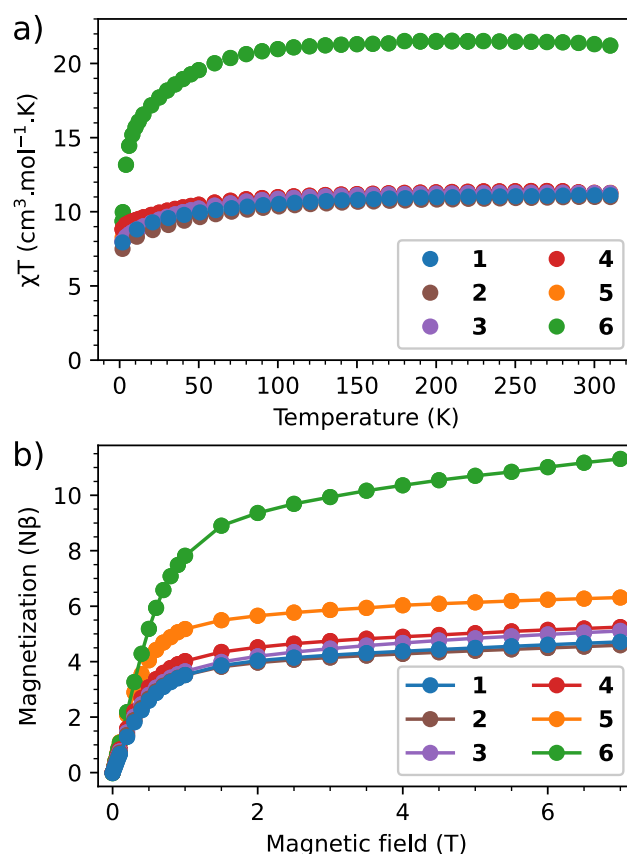 a)
χT (cm³.mol⁻¹.K)
20
15
10
5
0
1 4
2 5
3 6
0 50 100 150 200 250 300
Temperature (K)
b)
Magnetization (Nβ)
10
8
6
4
2
0
1 4
2 5
3 6
0 2 4 6
Magnetic field (T)